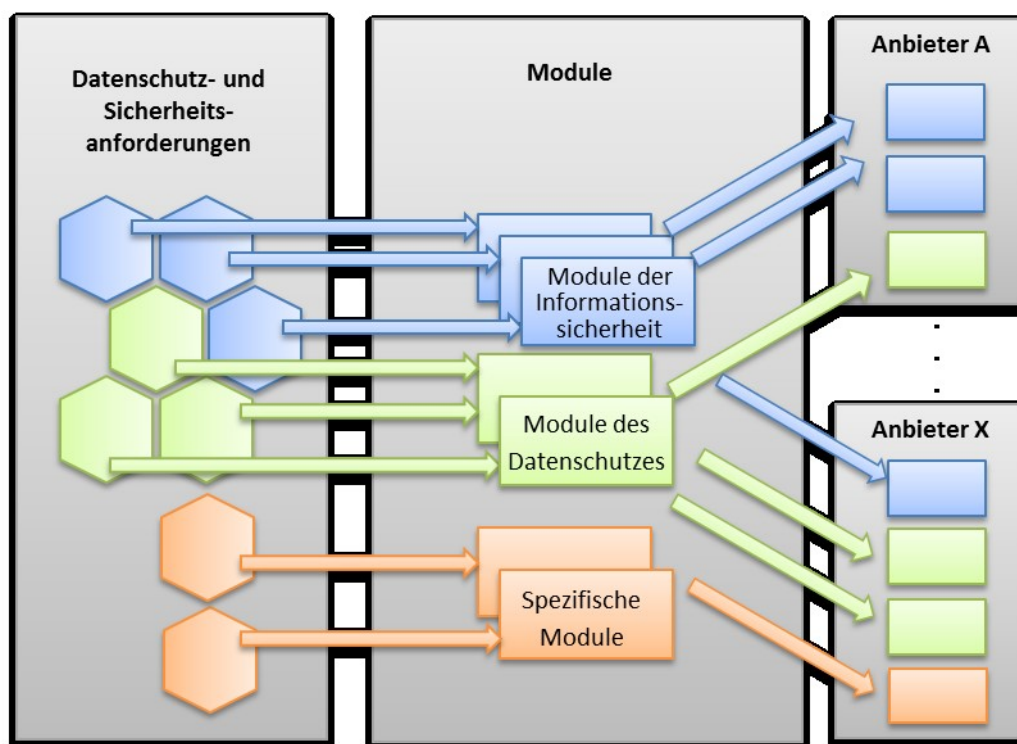 Datenschutz- und
Sicherheits-
anforderungen
Module
Module der
Informations-
sicherheit
Module des
Datenschutzes
Spezifische
Module
Anbieter A
Anbieter X